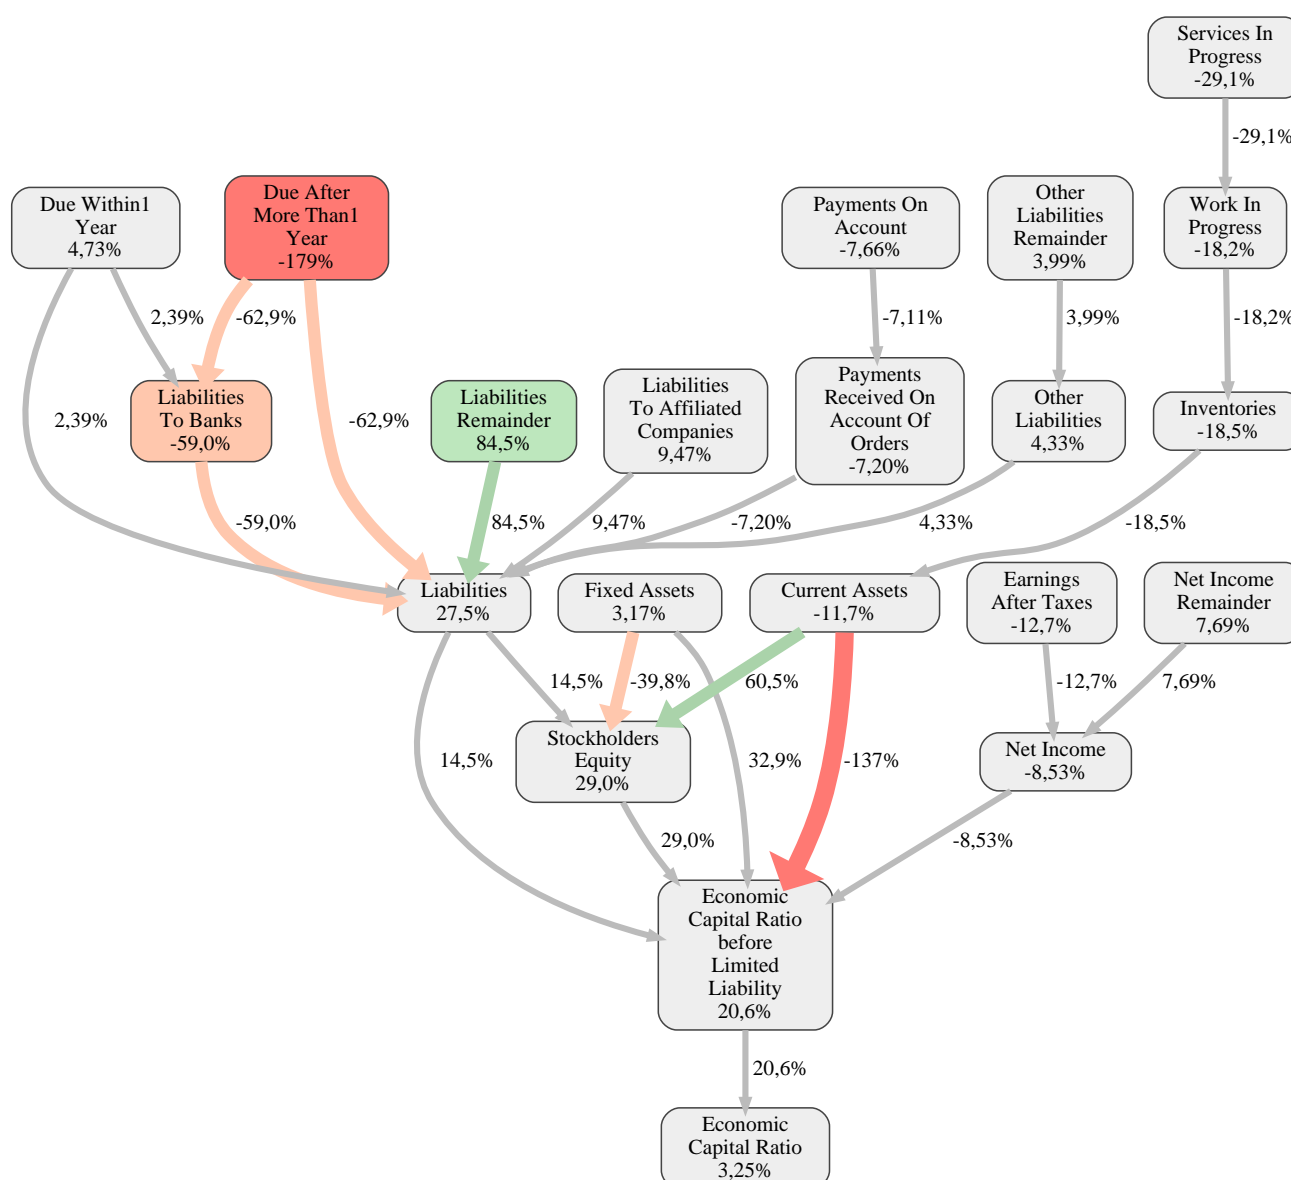 Services In
Progress
-29,1%
-29,1%
Due Within1
Year
4,73%
Due After
More Than1
Year
-179%
Payments On
Account
-7,66%
Other
Liabilities
Remainder
3,99%
Work In
Progress
-18,2%
2,39%
-62,9%
-7,11%
3,99%
-18,2%
Liabilities
To Banks
-59,0%
Liabilities
Remainder
84,5%
Liabilities
To Affiliated
Companies
9,47%
Payments
Received On
Account Of
Orders
-7,20%
Other
Liabilities
4,33%
Inventories
-18,5%
2,39%
-62,9%
-59,0%
84,5%
9,47%
-7,20%
4,33%
-18,5%
Liabilities
27,5%
Fixed Assets
3,17%
Current Assets
-11,7%
Earnings
After Taxes
-12,7%
Net Income
Remainder
7,69%
14,5%
-39,8%
60,5%
-12,7%
7,69%
Stockholders
Equity
29,0%
Net Income
-8,53%
14,5%
32,9%
-137%
29,0%
-8,53%
Economic
Capital Ratio
before
Limited
Liability
20,6%
20,6%
Economic
Capital Ratio
3,25%